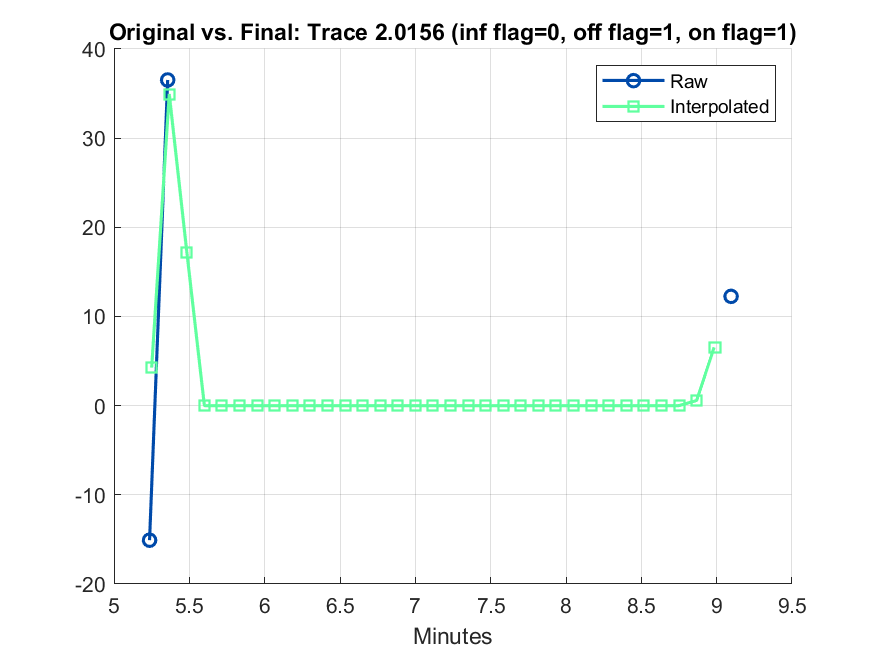 Original vs. Final: Trace 2.0156 (inf flag=0, off flag=1, on flag=1)
40
Raw
Interpolated
30
20
10
0
-10
-20
5 5.5 6 6.5 7 7.5 8 8.5 9 9.5
Minutes